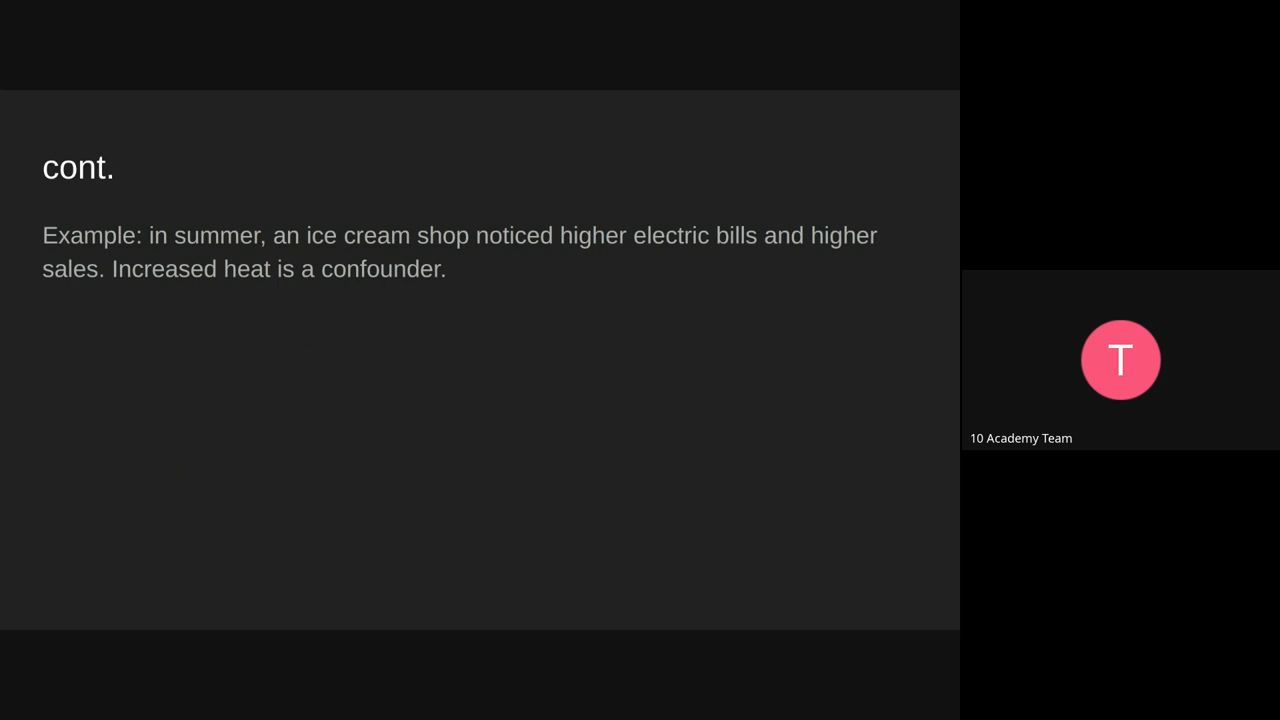 cont.
Example: in summer, an ice cream shop noticed higher electric bills and higher
sales. Increased heat is a confounder.
T
10 Academy Team